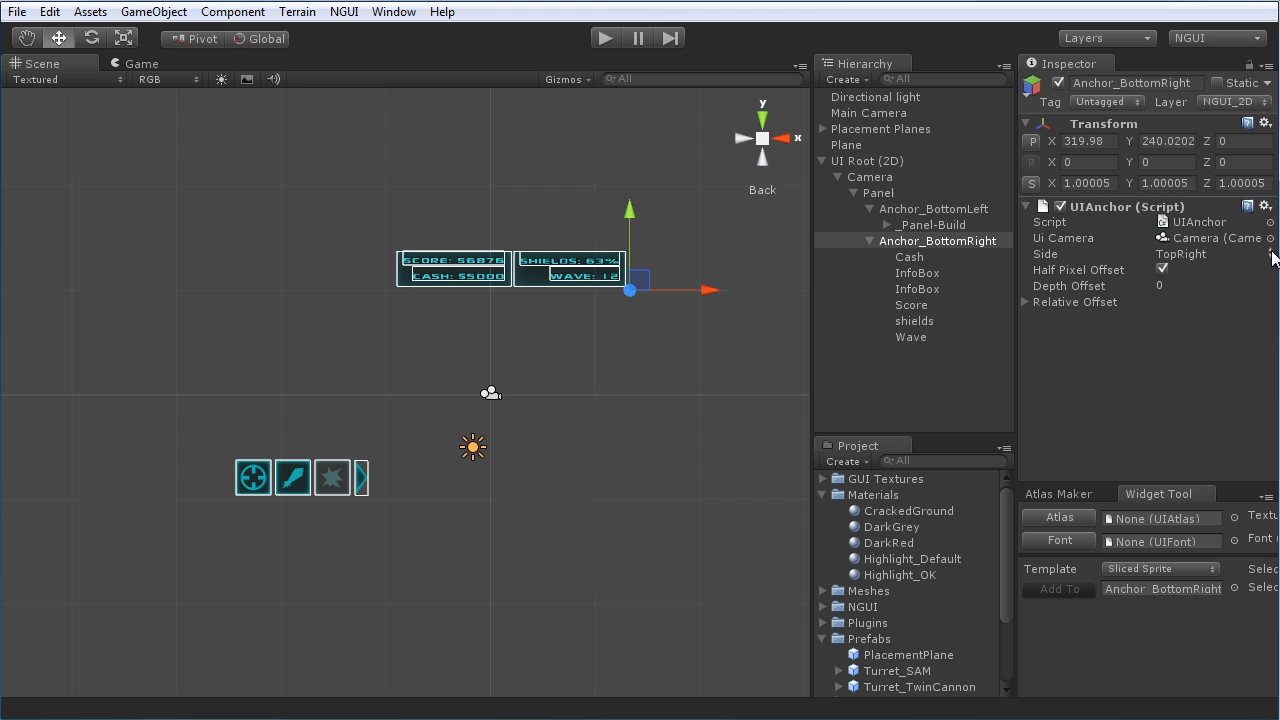 File Edit Assets GameObject Component Terrain NGUI Window Help
Pivot Global Layers NGUI
Scene Game
Textured RGB Gizmos All
y
x
Back
SCORE: 56876 SHIELDS: 63%
CASH: 55000 WAVE: 12
Hierarchy
Create All
Directional light
Main Camera
Placement Planes
Plane
UI Root (2D)
Camera
Panel
Anchor_BottomLeft
_Panel-Build
Anchor_BottomRight
Cash
InfoBox
InfoBox
Score
shields
Wave
Project
Create All
GUI Textures
Materials
CrackedGround
DarkGrey
DarkRed
Highlight_Default
Highlight_OK
Meshes
NGUI
Plugins
Prefabs
PlacementPlane
Turret_SAM
Turret_TwinCannon
Inspector
Anchor_BottomRight Static
Tag Untagged Layer NGUI_2D
Transform
P X 319.98 Y 240.0202 Z 0
R X 0 Y 0 Z 0
S X 1.00005 Y 1.00005 Z 1.00005
UIAnchor (Script)
Script UIAnchor
Ui Camera Camera (Came
Side TopRight
Half Pixel Offset
Depth Offset 0
Relative Offset
Atlas Maker Widget Tool
Atlas None (UIAtlas) Textu
Font None (UIFont) Font
Template Sliced Sprite Selec
Add To Anchor_BottomRight Selec